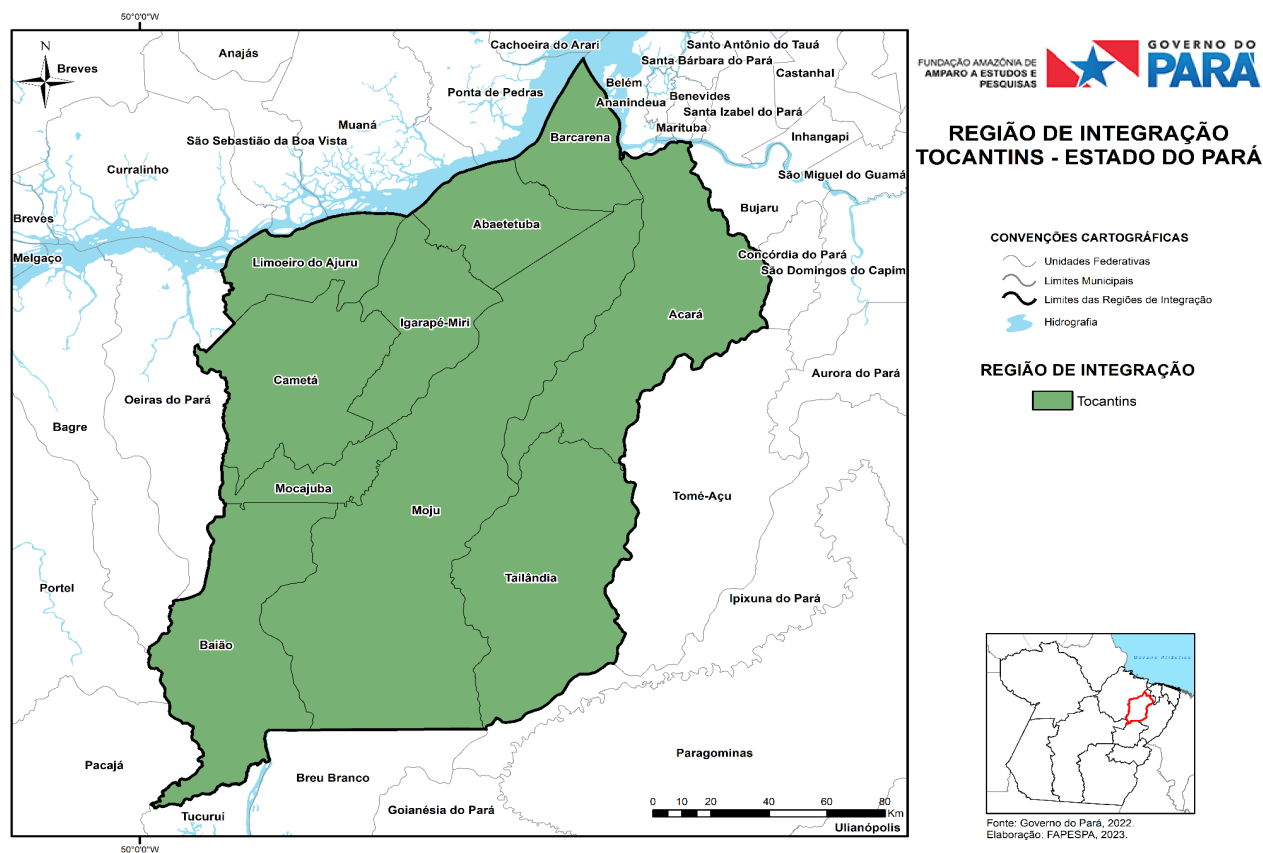 50°0'0"W
N
Breves
Anajás
Cachoeira do Arari
Santo Antônio do Tauá
Santa Bárbara do Pará
Castanhal
Belém
Ponta de Pedras
Ananindeua
Benevides
Santa Izabel do Pará
Muaná
Marituba
Inhangapi
Barcarena
São Sebastião da Boa Vista
Curralinho
São Miguel do Guamá
Bujaru
Breves
Abaetetuba
Melgaço
Concórdia do Pará
Limoeiro do Ajuru
São Domingos do Capim
Acará
Igarapé-Miri
Cametá
Aurora do Pará
Oeiras do Pará
Bagre
Mocajuba
Tomé-Açu
Moju
Tailândia
Portel
Ipixuna do Pará
Baião
Paragominas
Pacajá
Breu Branco
Goianésia do Pará
Tucuruí
0 10 20 40 60 80
Km
Ulianópolis
50°0'0"W
FUNDAÇÃO AMAZÔNIA DE
AMPARO A ESTUDOS E
PESQUISAS
GOVERNO DO
PARÁ
REGIÃO DE INTEGRAÇÃO
TOCANTINS - ESTADO DO PARÁ
CONVENÇÕES CARTOGRÁFICAS
Unidades Federativas
Limites Municipais
Limites das Regiões de Integração
Hidrografia
REGIÃO DE INTEGRAÇÃO
Tocantins
Oceano Atlântico
Fonte: Governo do Pará, 2022.
Elaboração: FAPESPA, 2023.